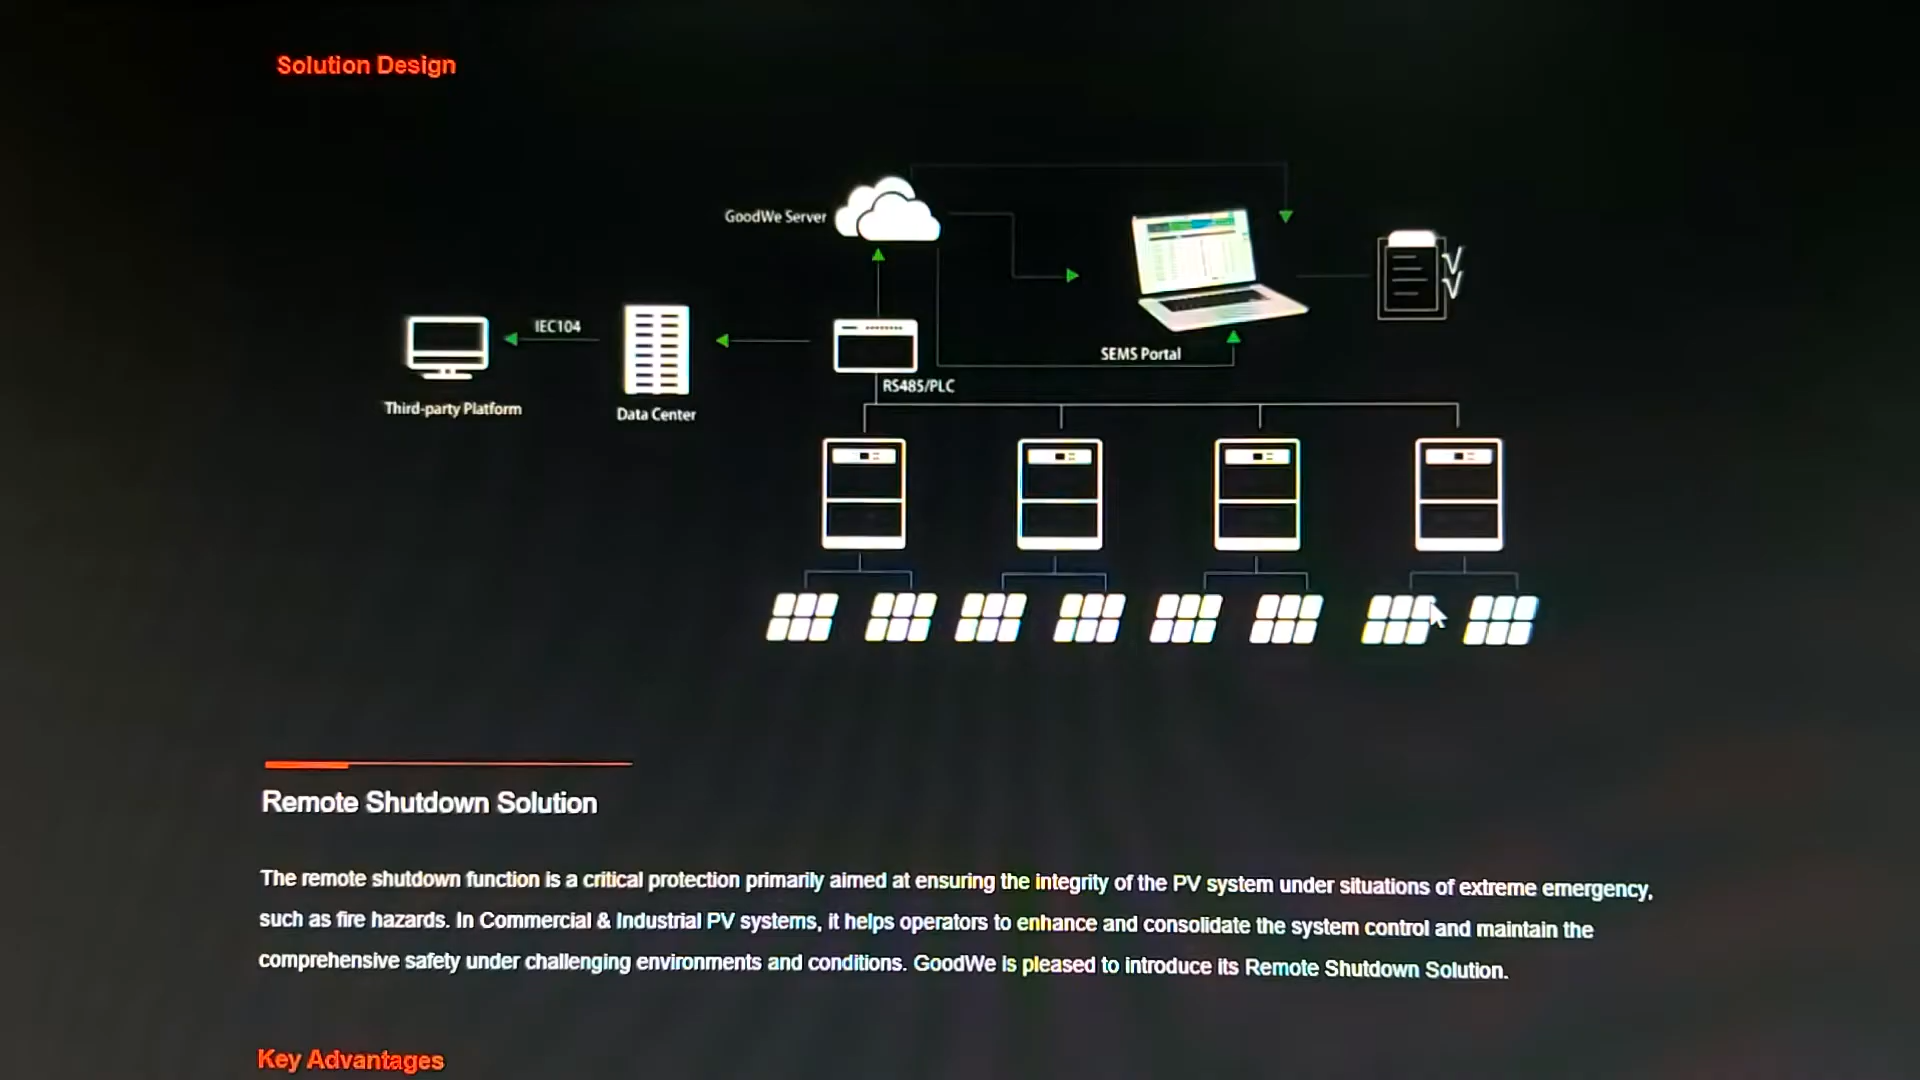 Solution Design
GoodWe Server
IEC104
SEMS Portal
RS485/PLC
Third-party Platform
Data Center
Remote Shutdown Solution
The remote shutdown function is a critical protection primarily aimed at ensuring the integrity of the PV system under situations of extreme emergency,
such as fire hazards. In Commercial & Industrial PV systems, it helps operators to enhance and consolidate the system control and maintain the
comprehensive safety under challenging environments and conditions. GoodWe is pleased to introduce its Remote Shutdown Solution.
Key Advantages